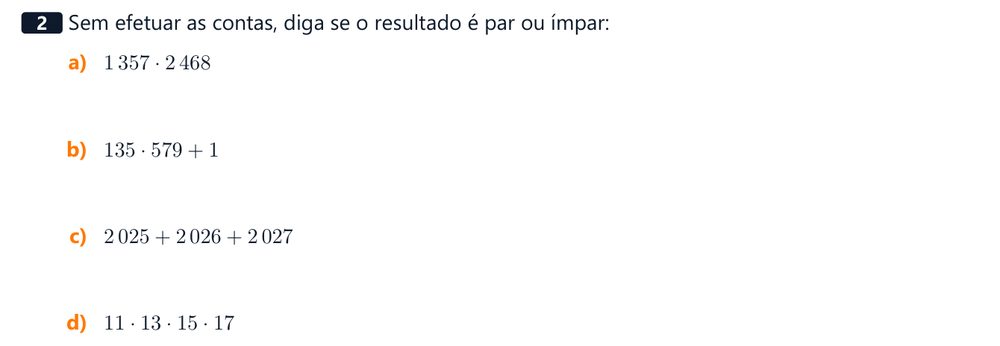 2 Sem efetuar as contas, diga se o resultado é par ou ímpar:
a) 1 357 · 2 468
b) 135 · 579 + 1
c) 2 025 + 2 026 + 2 027
d) 11 · 13 · 15 · 17